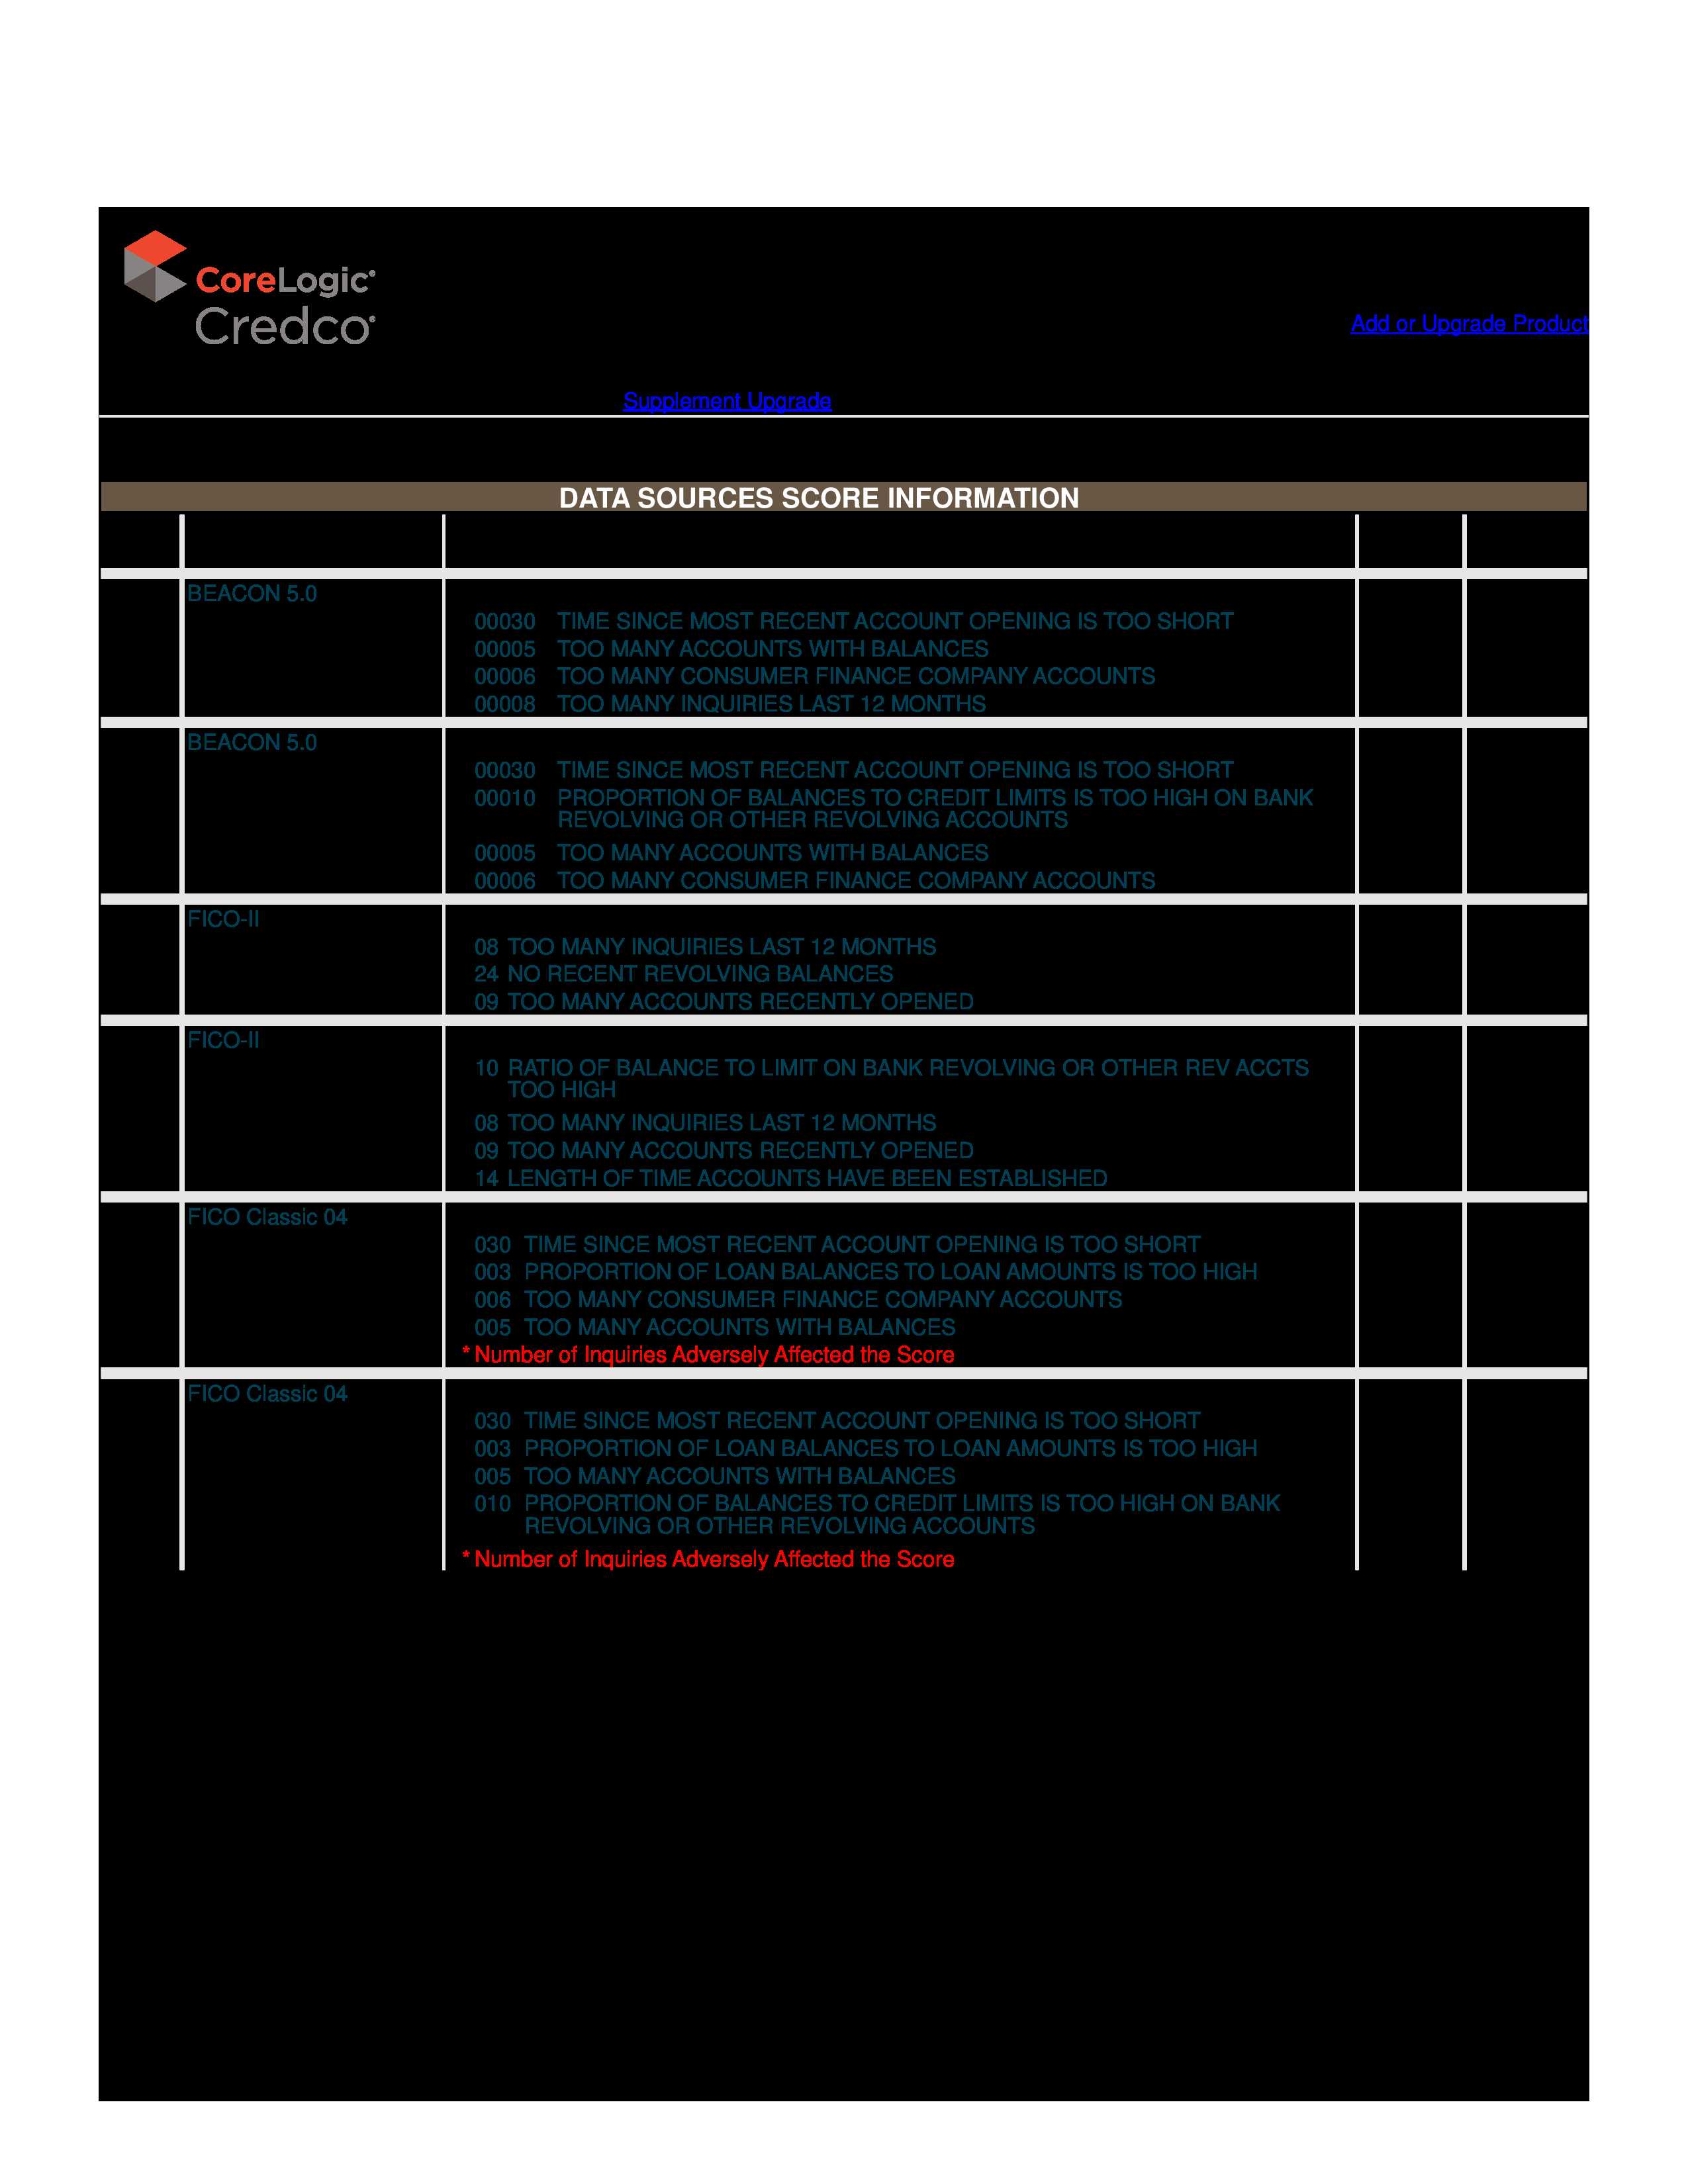 CoreLogic
Credco
Add or Upgrade Product
Supplement Upgrade
DATA SOURCES SCORE INFORMATION
BEACON 5.0
00030 TIME SINCE MOST RECENT ACCOUNT OPENING IS TOO SHORT
00005 TOO MANY ACCOUNTS WITH BALANCES
00006 TOO MANY CONSUMER FINANCE COMPANY ACCOUNTS
00008 TOO MANY INQUIRIES LAST 12 MONTHS
BEACON 5.0
00030 TIME SINCE MOST RECENT ACCOUNT OPENING IS TOO SHORT
00010 PROPORTION OF BALANCES TO CREDIT LIMITS IS TOO HIGH ON BANK
REVOLVING OR OTHER REVOLVING ACCOUNTS
00005 TOO MANY ACCOUNTS WITH BALANCES
00006 TOO MANY CONSUMER FINANCE COMPANY ACCOUNTS
FICO-II
08 TOO MANY INQUIRIES LAST 12 MONTHS
24 NO RECENT REVOLVING BALANCES
09 TOO MANY ACCOUNTS RECENTLY OPENED
FICO-II
10 RATIO OF BALANCE TO LIMIT ON BANK REVOLVING OR OTHER REV ACCTS
TOO HIGH
08 TOO MANY INQUIRIES LAST 12 MONTHS
09 TOO MANY ACCOUNTS RECENTLY OPENED
14 LENGTH OF TIME ACCOUNTS HAVE BEEN ESTABLISHED
FICO Classic 04
030 TIME SINCE MOST RECENT ACCOUNT OPENING IS TOO SHORT
003 PROPORTION OF LOAN BALANCES TO LOAN AMOUNTS IS TOO HIGH
006 TOO MANY CONSUMER FINANCE COMPANY ACCOUNTS
005 TOO MANY ACCOUNTS WITH BALANCES
* Number of Inquiries Adversely Affected the Score
FICO Classic 04
030 TIME SINCE MOST RECENT ACCOUNT OPENING IS TOO SHORT
003 PROPORTION OF LOAN BALANCES TO LOAN AMOUNTS IS TOO HIGH
005 TOO MANY ACCOUNTS WITH BALANCES
010 PROPORTION OF BALANCES TO CREDIT LIMITS IS TOO HIGH ON BANK
REVOLVING OR OTHER REVOLVING ACCOUNTS
* Number of Inquiries Adversely Affected the Score